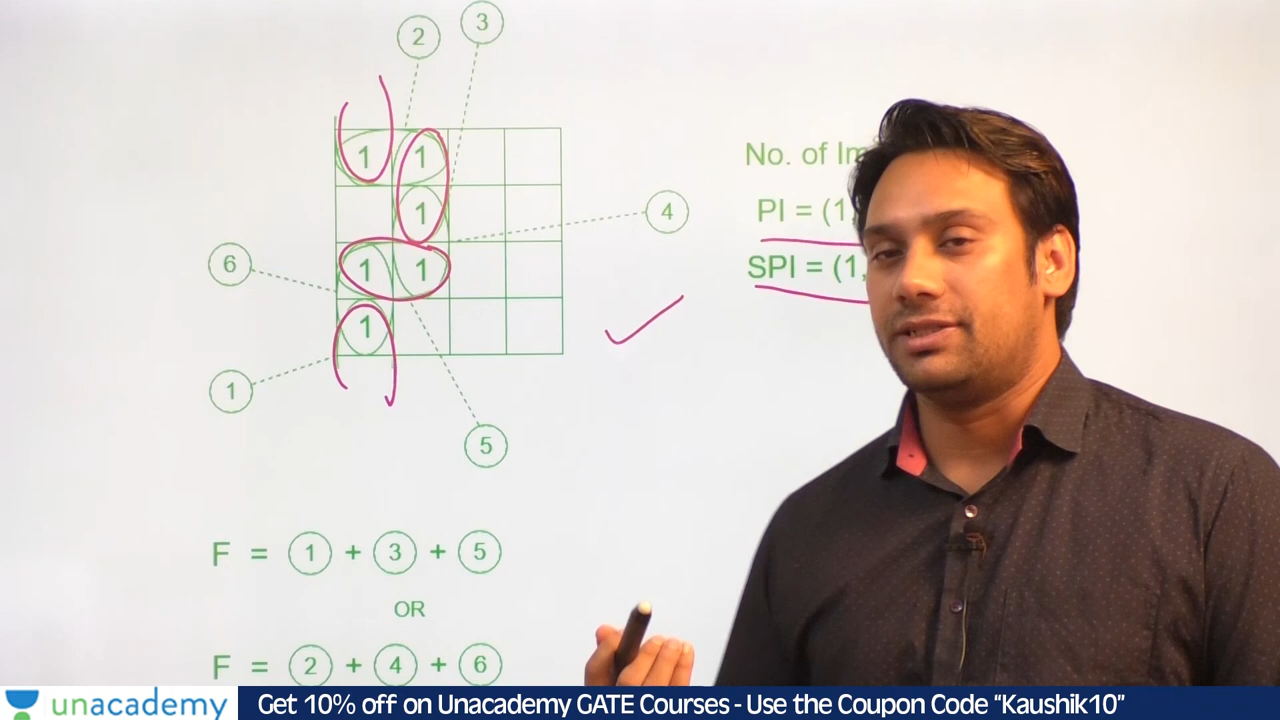 2 3
1 1
1
4
6
1 1
1
1
5
No. of Im
PI = (1,
SPI = (1,
F = 1 + 3 + 5
OR
F = 2 + 4 + 6
unacademy
Get 10% off on Unacademy GATE Courses - Use the Coupon Code “Kaushik10”